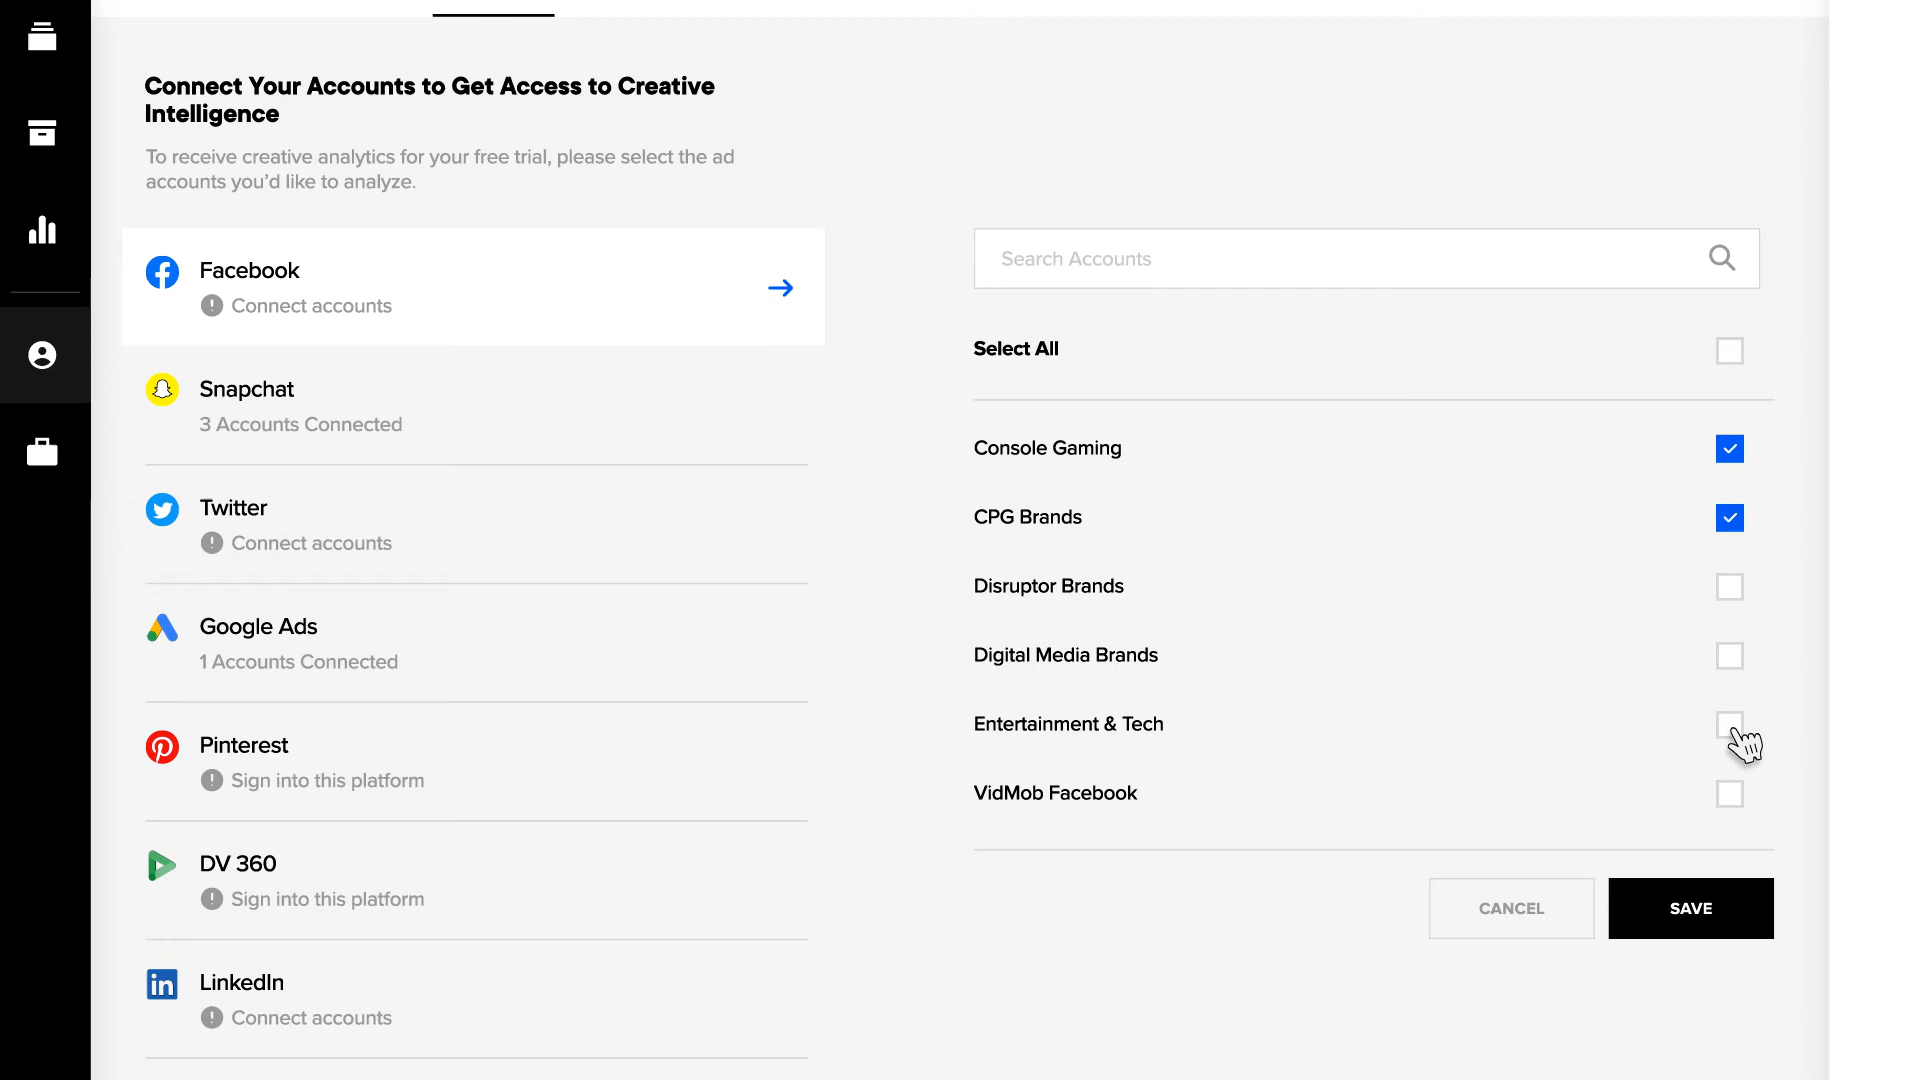 Connect Your Accounts to Get Access to Creative
Intelligence
To receive creative analytics for your free trial, please select the ad
accounts you’d like to analyze.
Facebook
Connect accounts
Snapchat
3 Accounts Connected
Twitter
Connect accounts
Google Ads
1 Accounts Connected
Pinterest
Sign into this platform
DV 360
Sign into this platform
LinkedIn
Connect accounts
Search Accounts
Select All
Console Gaming
CPG Brands
Disruptor Brands
Digital Media Brands
Entertainment & Tech
VidMob Facebook
CANCEL
SAVE